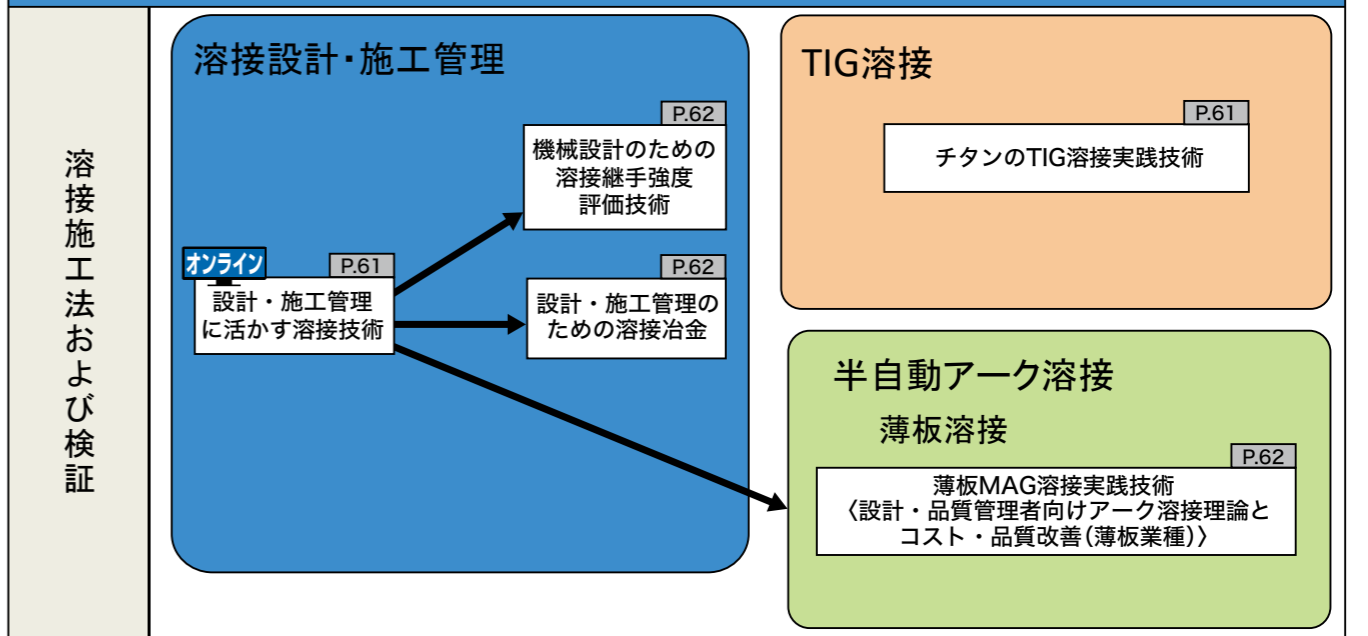 溶接施工法および検証
溶接設計・施工管理
P.62
機械設計のための
溶接継手強度
評価技術
オンライン
P.61
設計・施工管理
に活かす溶接技術
P.62
設計・施工管理の
ための溶接冶金
TIG溶接
P.61
チタンのTIG溶接実践技術
半自動アーク溶接
薄板溶接
P.62
薄板MAG溶接実践技術
〈設計・品質管理者向けアーク溶接理論と
コスト・品質改善(薄板業種)〉